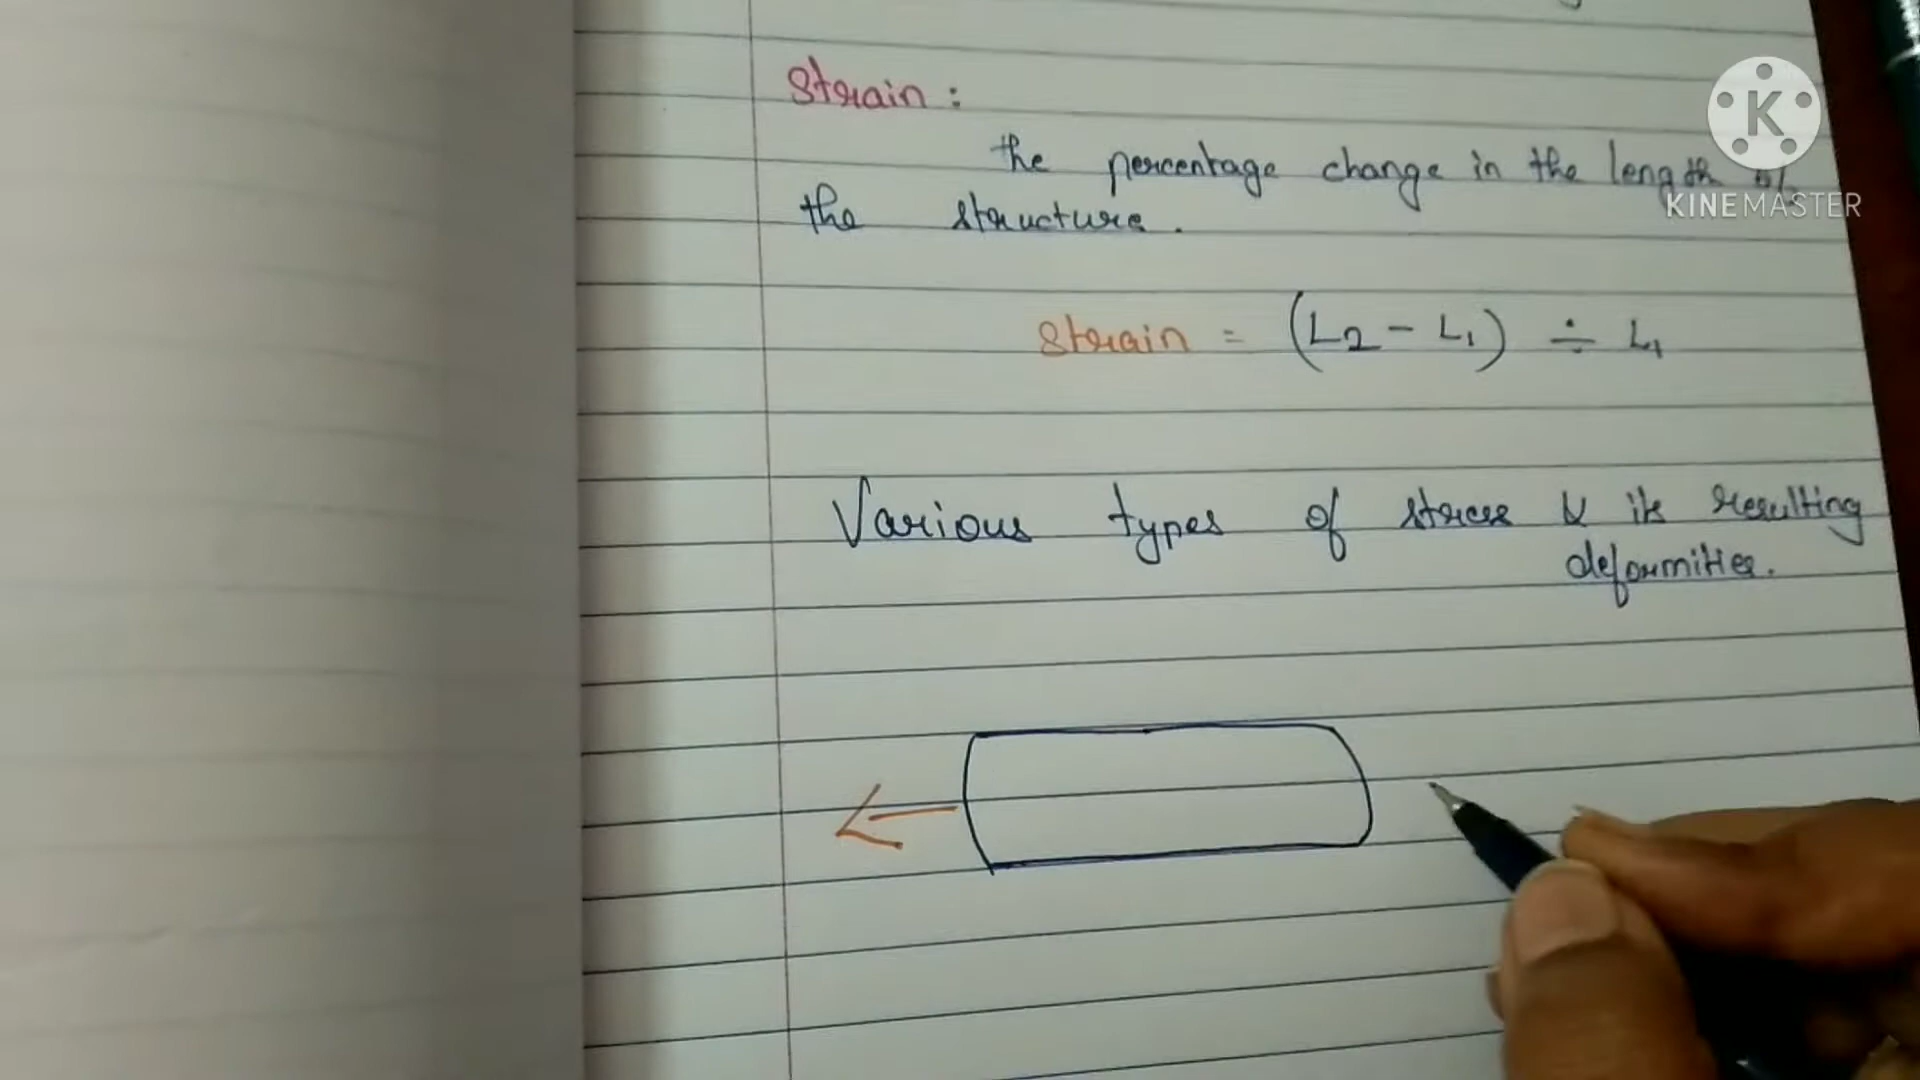 Strain :
K
the percentage change in the length of
KINEMASTER
the structure.
Strain = (L2 - L1) ÷ L1
Various types of stress & its resulting
deformities.